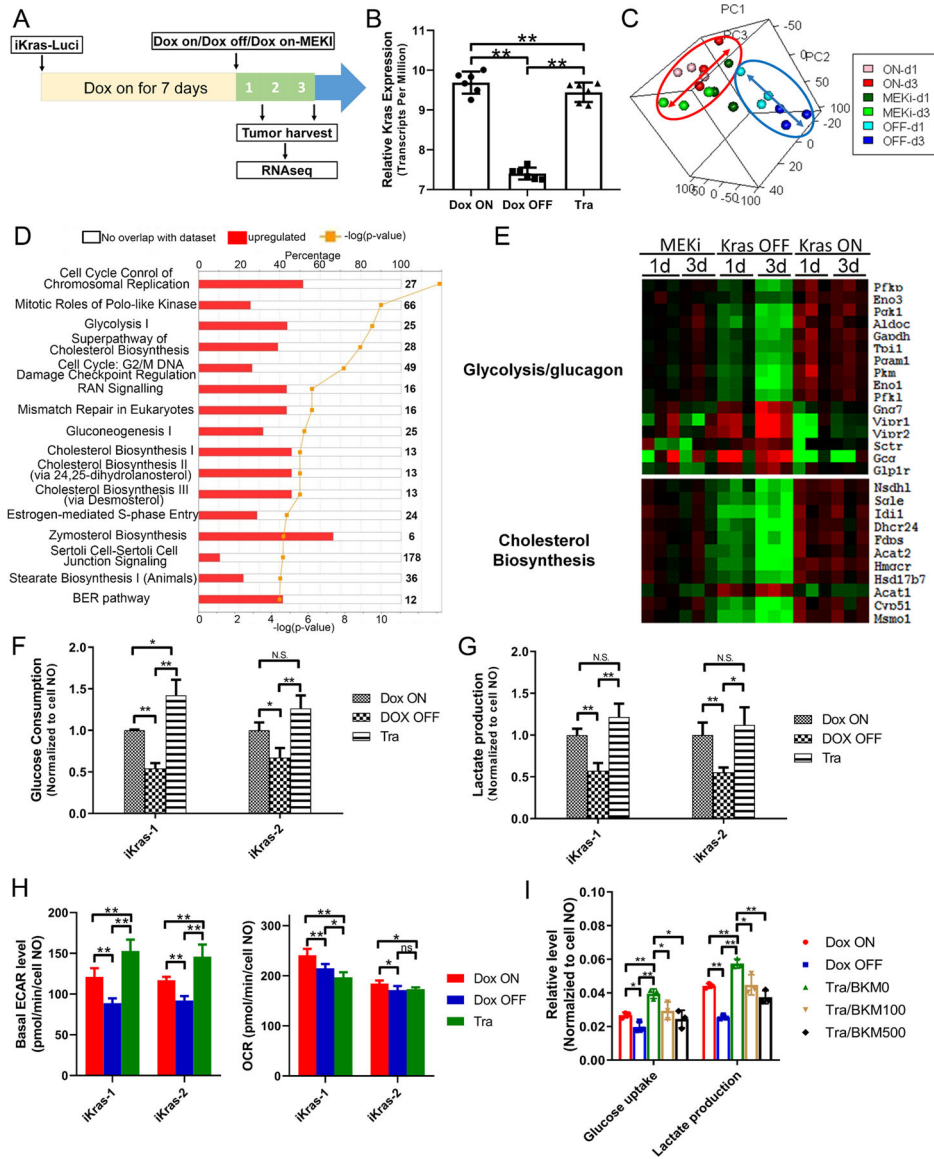 A
iKras-Luci
Dox on/Dox off/Dox on-MEKI
Dox on for 7 days
1 2 3
Tumor harvest
RNAseq
B
Relative Kras Expression
(Transcripts Per Million)
11
10
9
8
7
**
** **
Dox ON Dox OFF Tra
C
PC1
PC3
PC2
-50
0
50
100
-20
0
20
40
100
50 0 -50 -100
ON-d1
ON-d3
MEKi-d1
MEKi-d3
OFF-d1
OFF-d3
D
No overlap with dataset upregulated -log(p-value)
Percentage
0 20 40 60 80 100
Cell Cycle Conrol of
Chromosomal Replication 27
Mitotic Roles of Polo-like Kinase 66
Glycolysis I 25
Superpathway of
Cholesterol Biosynthesis 28
Cell Cycle: G2/M DNA
Damage Checkpoint Regulation 49
RAN Signalling 16
Mismatch Repair in Eukaryotes 16
Gluconeogenesis I 25
Cholesterol Biosynthesis I 13
Cholesterol Biosynthesis II
(via 24,25-dihydrolanosterol) 13
Cholesterol Biosynthesis III
(via Desmosterol) 13
Estrogen-mediated S-phase Entry 24
Zymosterol Biosynthesis 6
Sertoli Cell-Sertoli Cell
Junction Signaling 178
Stearate Biosynthesis I (Animals) 36
BER pathway 12
0 2 4 6 8 10
-log(p-value)
E
MEKi Kras OFF Kras ON
1d 3d 1d 3d 1d 3d
Glycolysis/glucagon
Pfkp
Eno3
Pgk1
Aldoc
Gapdh
Tpi1
Pgam1
Pkm
Eno1
Pfkl
Gng7
Vipr1
Vipr2
Sctr
Gcg
Glp1r
Cholesterol
Biosynthesis
Nsdhl
Sqle
Idi1
Dhcr24
Fdps
Acat2
Hmgcr
Hsd17b7
Acat1
Cyp51
Msmo1
F
Glucose Consumption
(Normalized to cell NO)
2.0
1.5
1.0
0.5
0.0
*
**
**
N.S.
**
*
iKras-1 iKras-2
Dox ON
DOX OFF
Tra
G
Lactate production
(Normalized to cell NO)
2.0
1.5
1.0
0.5
0.0
N.S.
**
**
N.S.
*
**
iKras-1 iKras-2
Dox ON
DOX OFF
Tra
H
Basal ECAR level
(pmol/min/cell NO)
200
150
100
50
0
**
**
**
**
**
**
iKras-1 iKras-2
OCR (pmol/min/cell NO)
400
200
0
**
*
**
*
ns
*
iKras-1 iKras-2
Dox ON
Dox OFF
Tra
I
Relative level
(Normalzied to cell NO)
0.10
0.08
0.06
0.04
0.02
0.00
*
*
**
**
*
**
*
**
**
**
Glucose uptake Lactate production
Dox ON
Dox OFF
Tra/BKM0
Tra/BKM100
Tra/BKM500